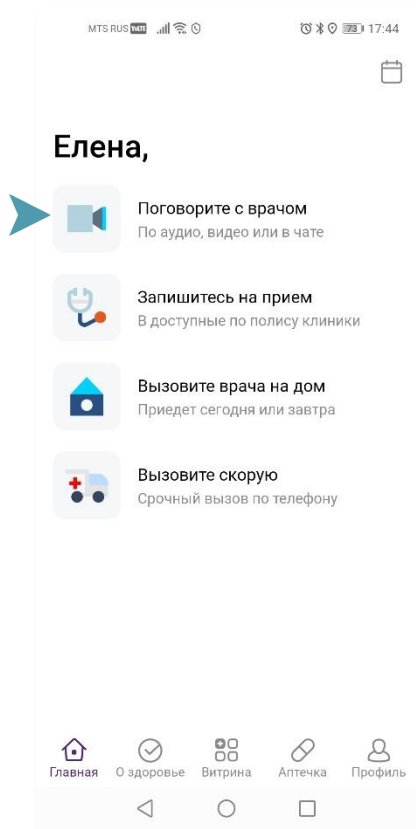 MTS RUS VoLTE 73 17:44
Елена,
Поговорите с врачом
По аудио, видео или в чате
Запишитесь на прием
В доступные по полису клиники
Вызовите врача на дом
Приедет сегодня или завтра
Вызовите скорую
Срочный вызов по телефону
Главная О здоровье Витрина Аптечка Профиль